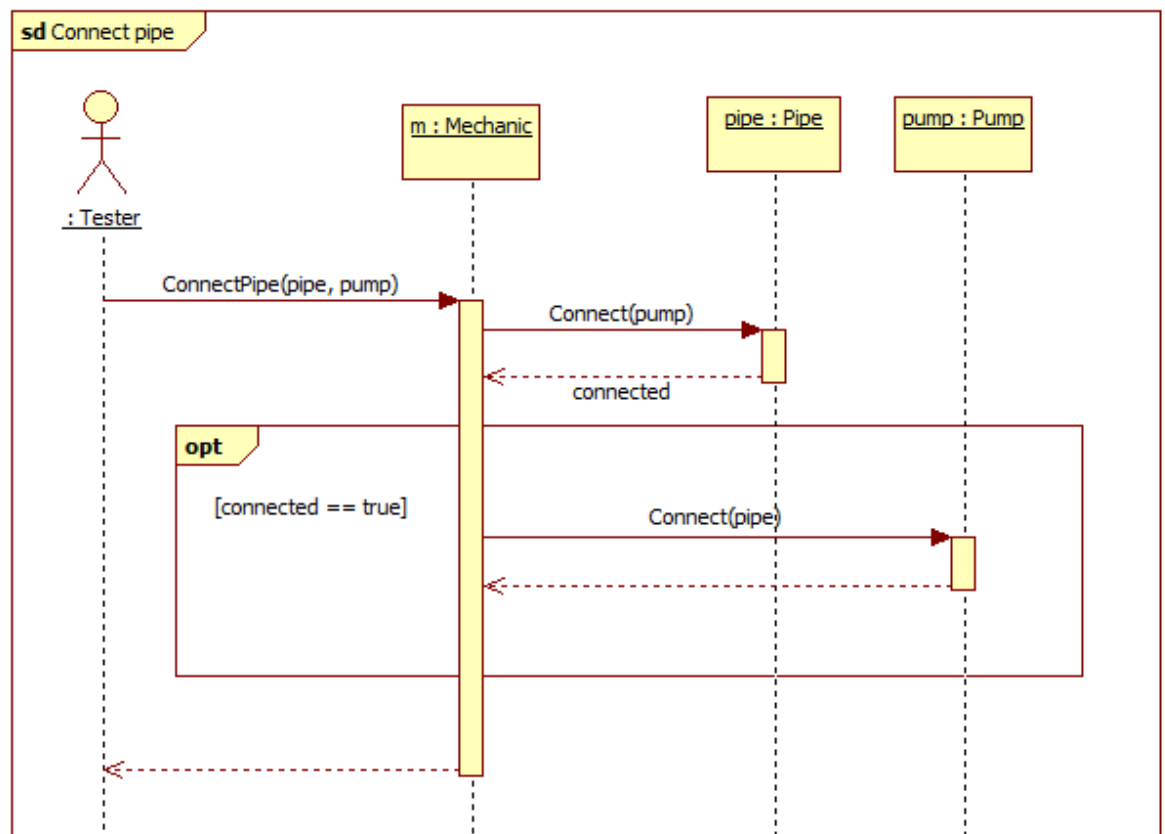 sd Connect pipe
m : Mechanic
pipe : Pipe
pump : Pump
: Tester
ConnectPipe(pipe, pump)
Connect(pump)
connected
opt
[connected == true]
Connect(pipe)